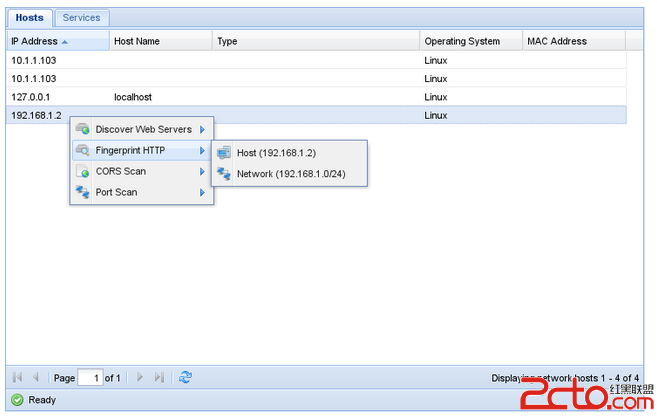 Hosts Services
IP Address Host Name Type Operating System MAC Address
10.1.1.103 Linux
10.1.1.103 Linux
127.0.0.1 localhost Linux
192.168.1.2 Linux
Discover Web Servers
Fingerprint HTTP
CORS Scan
Port Scan
Host (192.168.1.2)
Network (192.168.1.0/24)
Page 1 of 1
Displaying network hosts 1 - 4 of 4
Ready
2cto.com
红黑联盟